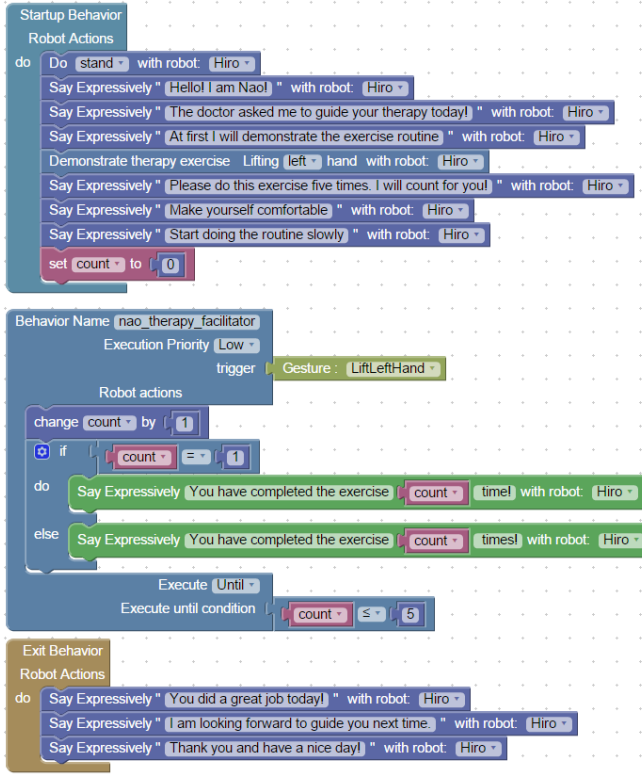 Startup Behavior
Robot Actions
do Do stand with robot: Hiro
Say Expressively " Hello! I am Nao! " with robot: Hiro
Say Expressively " The doctor asked me to guide your therapy today! " with robot: Hiro
Say Expressively " At first I will demonstrate the exercise routine " with robot: Hiro
Demonstrate therapy exercise Lifting left hand with robot: Hiro
Say Expressively " Please do this exercise five times. I will count for you! " with robot: Hiro
Say Expressively " Make yourself comfortable " with robot: Hiro
Say Expressively " Start doing the routine slowly " with robot: Hiro
set count to 0
Behavior Name nao_therapy_facilitator
Execution Priority Low
trigger Gesture : LiftLeftHand
Robot actions
change count by 1
if count = 1
do Say Expressively You have completed the exercise count time! with robot: Hiro
else Say Expressively You have completed the exercise count times! with robot: Hiro
Execute Until
Execute until condition count ≤ 5
Exit Behavior
Robot Actions
do Say Expressively " You did a great job today! " with robot: Hiro
Say Expressively " I am looking forward to guide you next time. " with robot: Hiro
Say Expressively " Thank you and have a nice day! " with robot: Hiro